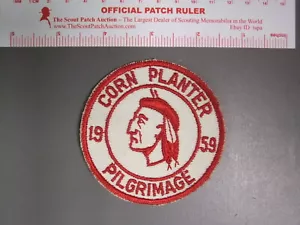 OFFICIAL PATCH RULER
The Scout Patch Auction - The Largest Dealer of Scouting Memorabilia in the World
www.TheScoutPatchAuction.com
CORN PLANTER
19 59
PILGRIMAGE